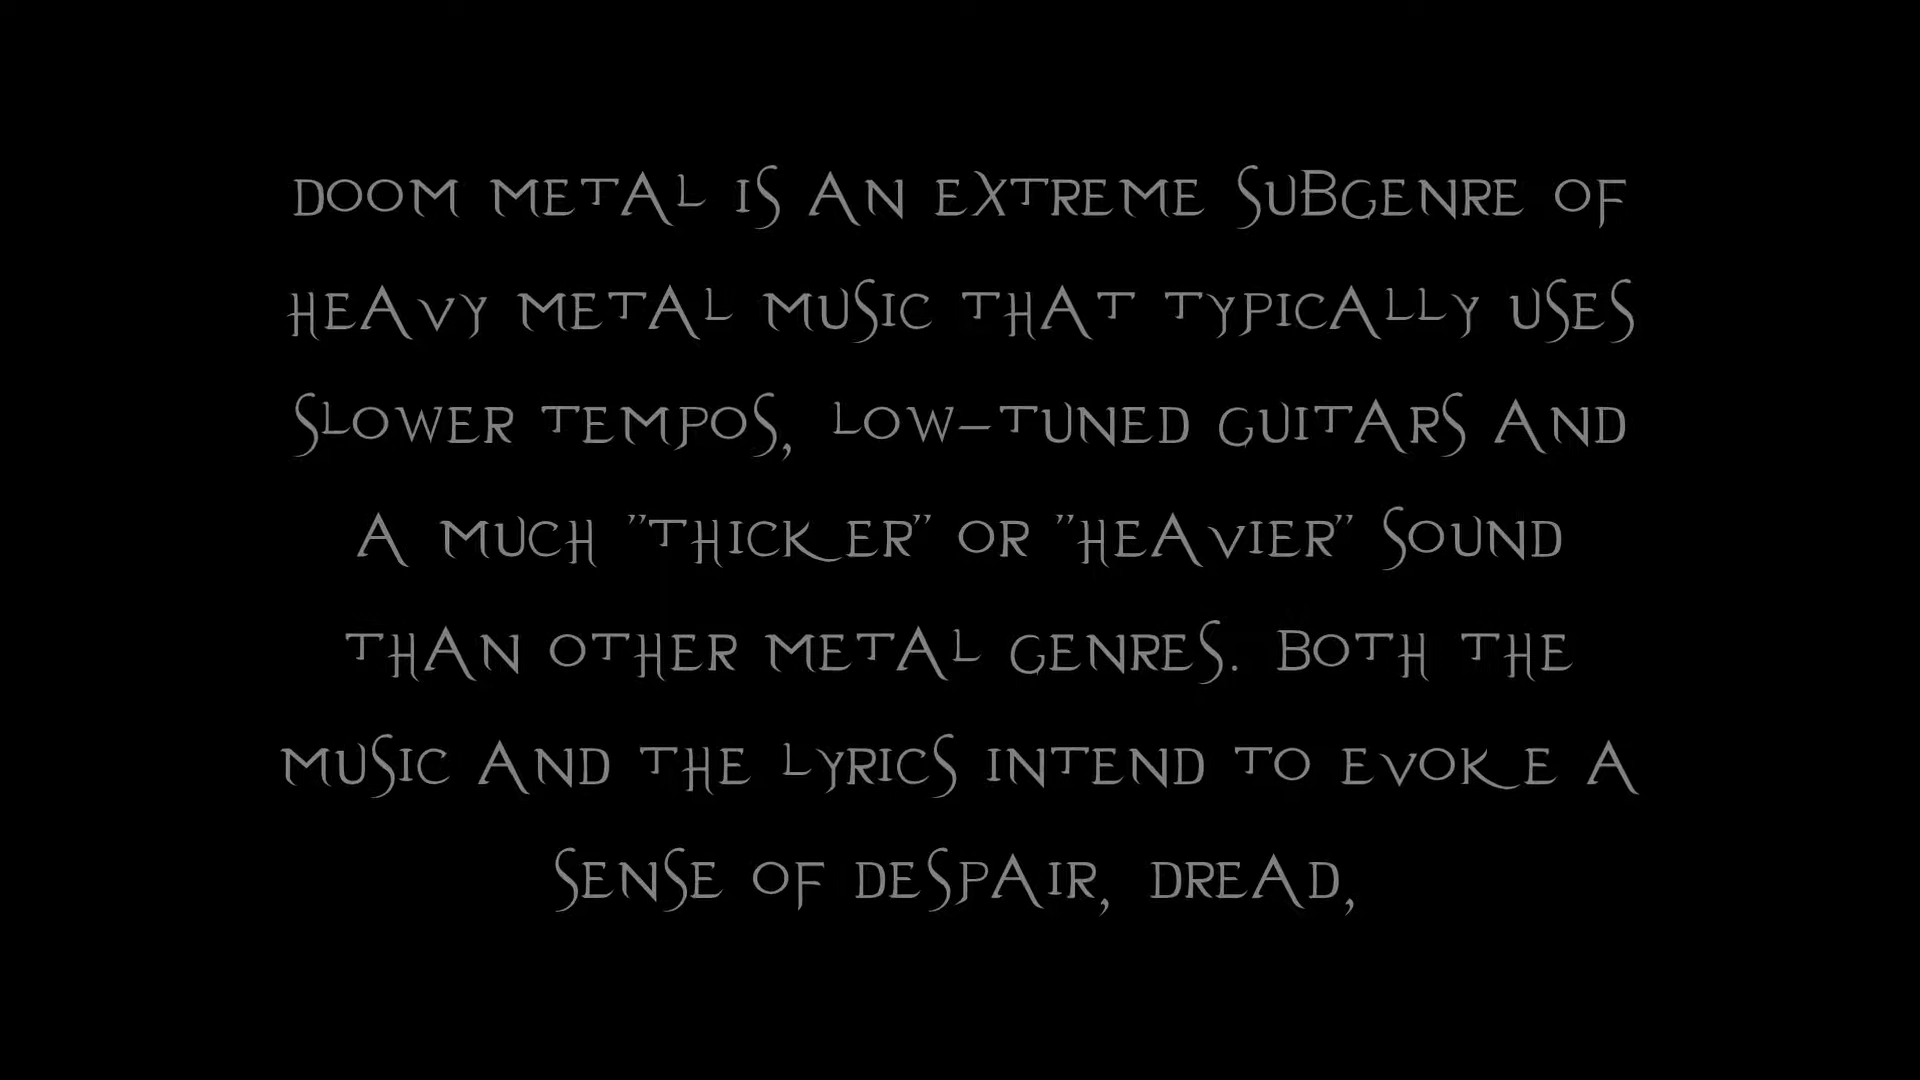 DOOM METAL IS AN EXTREME SUBGENRE OF
HEAVY METAL MUSIC THAT TYPICALLY USES
SLOWER TEMPOS, LOW-TUNED GUITARS AND
A MUCH "THICKER" OR "HEAVIER" SOUND
THAN OTHER METAL GENRES. BOTH THE
MUSIC AND THE LYRICS INTEND TO EVOKE A
SENSE OF DESPAIR, DREAD,